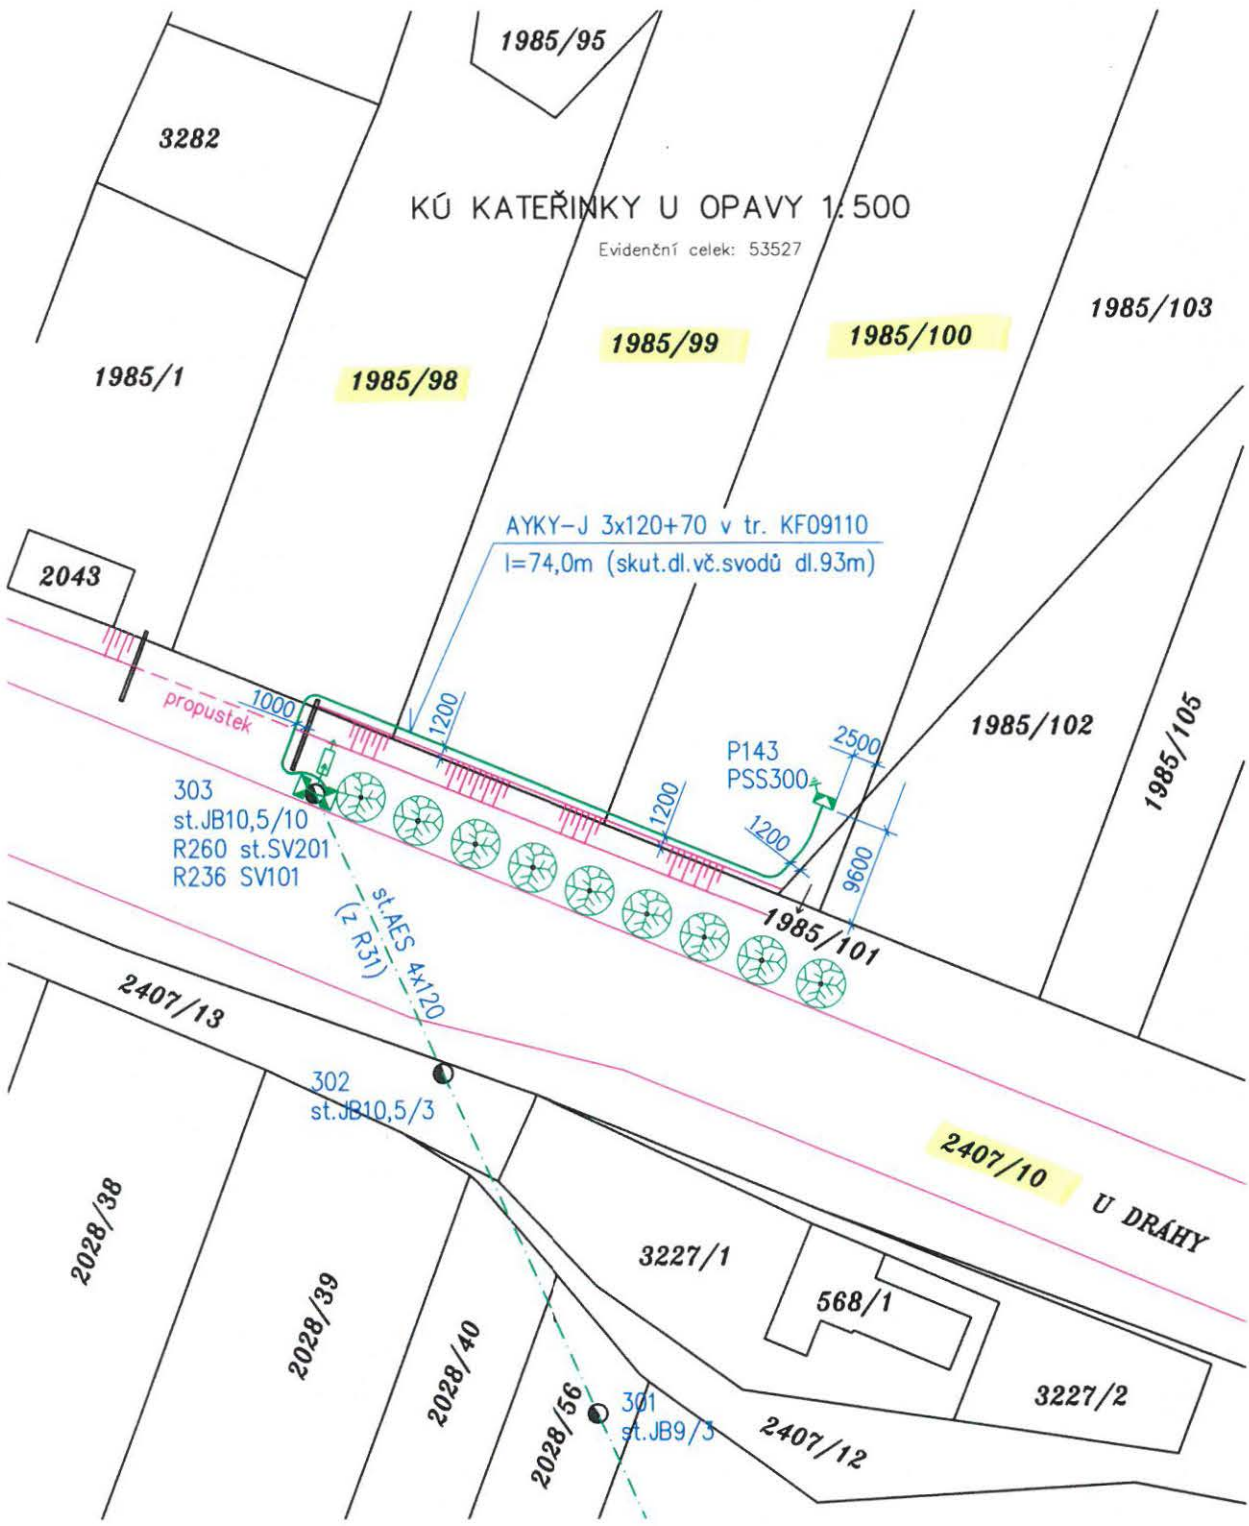 1985/95
3282
KÚ KATEŘINKY U OPAVY 1:500
Evidenční celek: 53527
1985/103
1985/99
1985/100
1985/1
1985/98
AYKY-J 3x120+70 v tr. KF09110
l=74,0m (skut.dl.vč.svodů dl.93m)
2043
propustek
1000
1200
1985/102
1985/105
2500
P143
PSS300
1200
1200
9600
303
st.JB10,5/10
R260 st.SV201
R236 SV101
st.AES 4x120
(z R31)
1985/101
2407/13
302
st.JB10,5/3
2407/10
U DRÁHY
2028/38
2028/39
2028/40
2028/56
3227/1
568/1
3227/2
301
st.JB9/3
2407/12